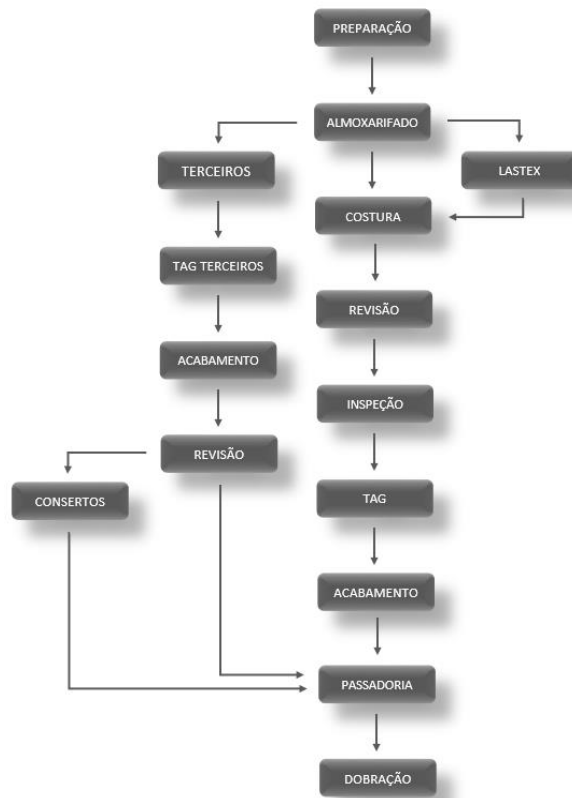 PREPARAÇÃO
ALMOXARIFADO
TERCEIROS
LASTEX
COSTURA
TAG TERCEIROS
REVISÃO
ACABAMENTO
INSPEÇÃO
REVISÃO
CONSERTOS
TAG
ACABAMENTO
PASSADORIA
DOBRAÇÃO